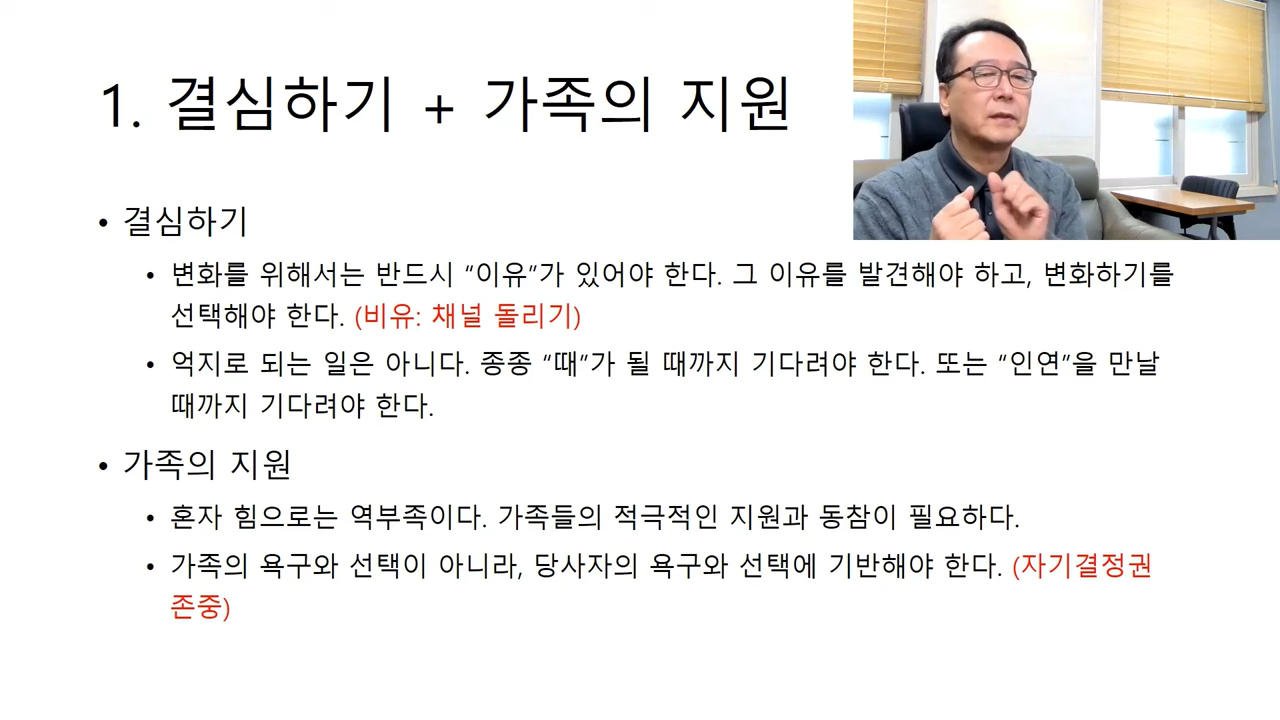 1. 결심하기 + 가족의 지원
• 결심하기
• 변화를 위해서는 반드시 “이유”가 있어야 한다. 그 이유를 발견해야 하고, 변화하기를
선택해야 한다. (비유: 채널 돌리기)
• 억지로 되는 일은 아니다. 종종 “때”가 될 때까지 기다려야 한다. 또는 “인연”을 만날
때까지 기다려야 한다.
• 가족의 지원
• 혼자 힘으로는 역부족이다. 가족들의 적극적인 지원과 동참이 필요하다.
• 가족의 욕구와 선택이 아니라, 당사자의 욕구와 선택에 기반해야 한다. (자기결정권
존중)